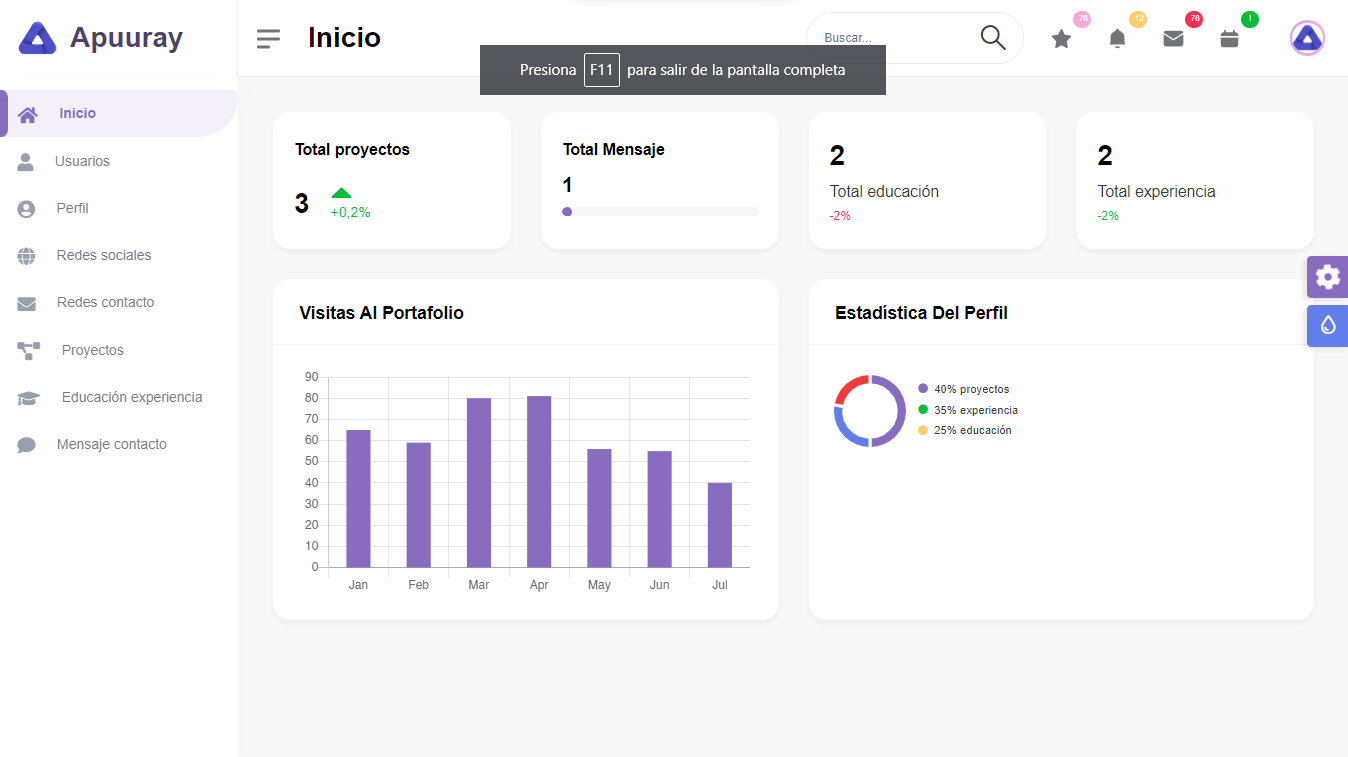 Apuuray
Inicio
Buscar...
76
12
76
!
Presiona F11 para salir de la pantalla completa
Inicio
Usuarios
Perfil
Redes sociales
Redes contacto
Proyectos
Educación experiencia
Mensaje contacto
Total proyectos
3
+0,2%
Total Mensaje
1
2
Total educación
-2%
2
Total experiencia
-2%
Visitas Al Portafolio
90
80
70
60
50
40
30
20
10
0
Jan Feb Mar Apr May Jun Jul
Estadística Del Perfil
40% proyectos
35% experiencia
25% educación